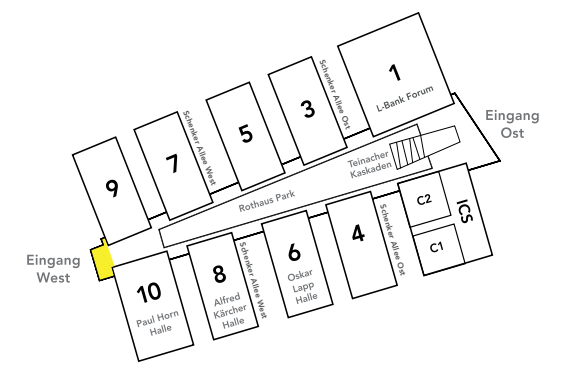 1
L-Bank Forum
Schenker Allee Ost
3
5
Schenker Allee West
7
9
Eingang
Ost
Teinacher
Kaskaden
Rothaus Park
Eingang
West
10
Paul Horn
Halle
8
Alfred
Kärcher
Halle
Schenker Allee West
6
Oskar
Lapp
Halle
4
Schenker Allee Ost
C2
C1
ICS